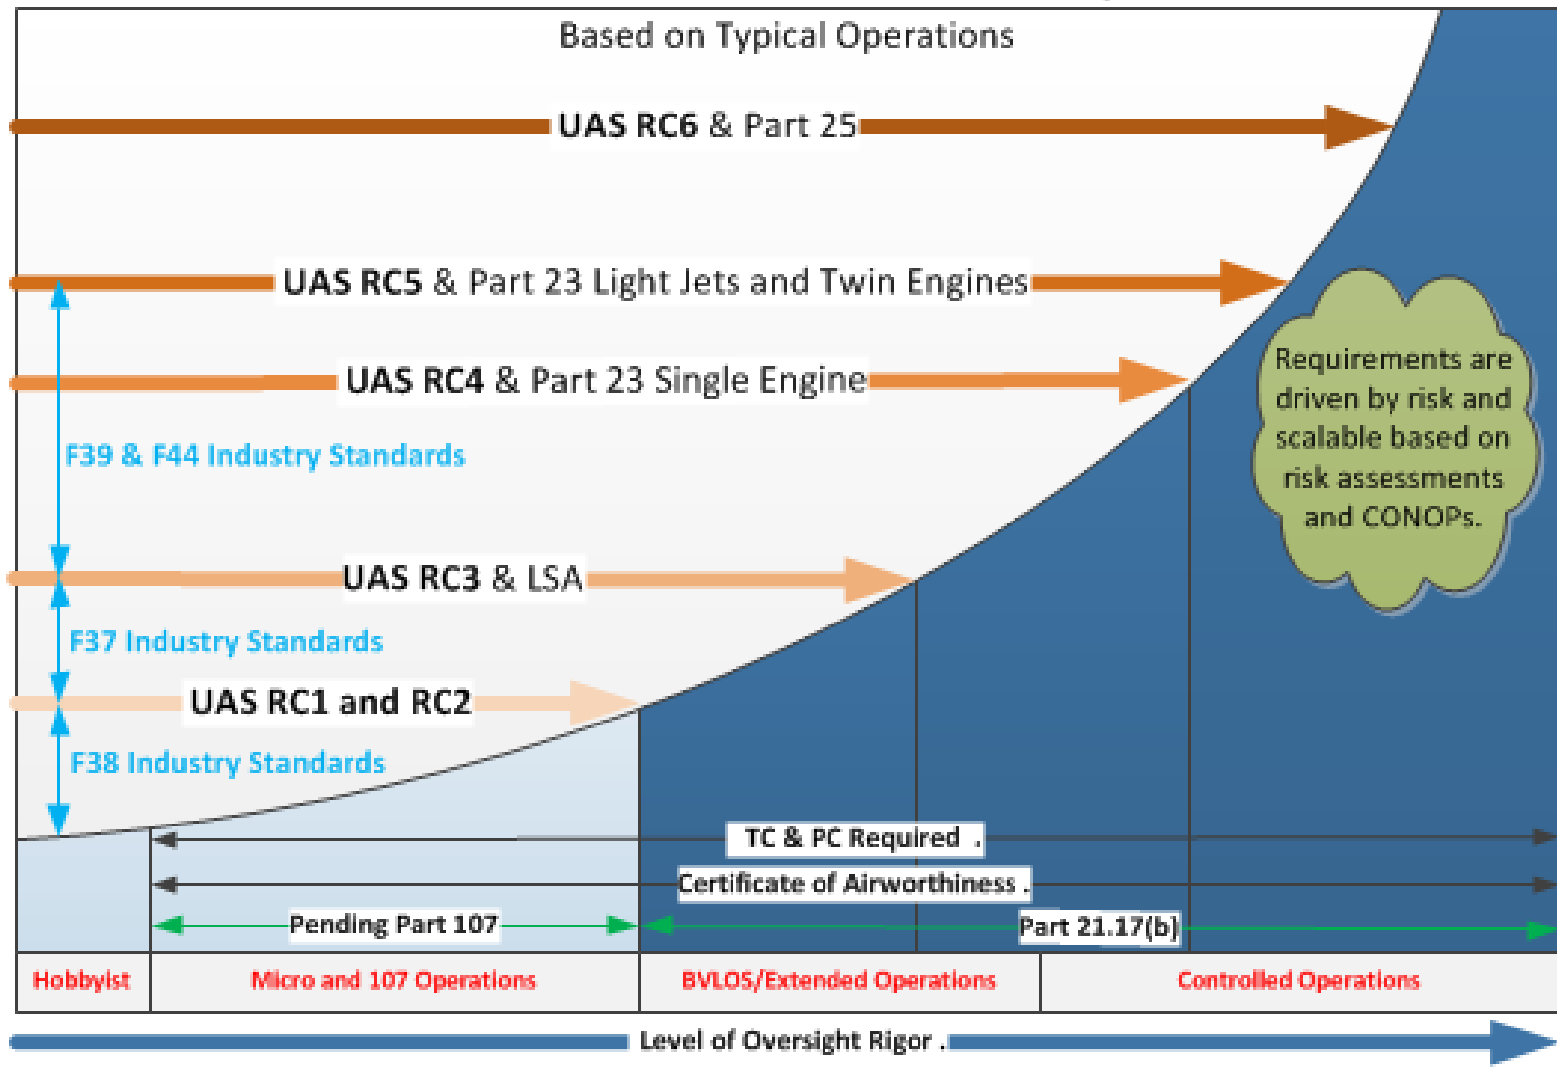 Based on Typical Operations
UAS RC6 & Part 25
UAS RC5 & Part 23 Light Jets and Twin Engines
UAS RC4 & Part 23 Single Engine
Requirements are
driven by risk and
scalable based on
risk assessments
and CONOPs.
F39 & F44 Industry Standards
UAS RC3 & LSA
F37 Industry Standards
UAS RC1 and RC2
F38 Industry Standards
TC & PC Required .
Certificate of Airworthiness .
Pending Part 107
Part 21.17(b)
Hobbyist
Micro and 107 Operations
BVLOS/Extended Operations
Controlled Operations
Level of Oversight Rigor .